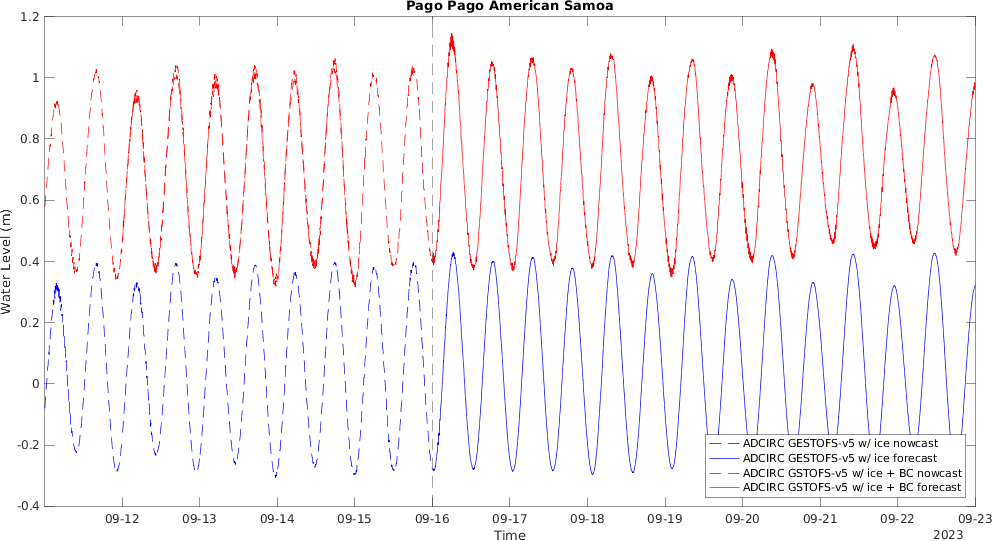 Pago Pago American Samoa
1.2
1
0.8
0.6
0.4
0.2
0
-0.2
-0.4
Water Level (m)
ADCIRC GESTOFS-v5 w/ ice nowcast
ADCIRC GESTOFS-v5 w/ ice forecast
ADCIRC GSTOFS-v5 w/ ice + BC nowcast
ADCIRC GSTOFS-v5 w/ ice + BC forecast
09-12 09-13 09-14 09-15 09-16 09-17 09-18 09-19 09-20 09-21 09-22 09-23
Time
2023